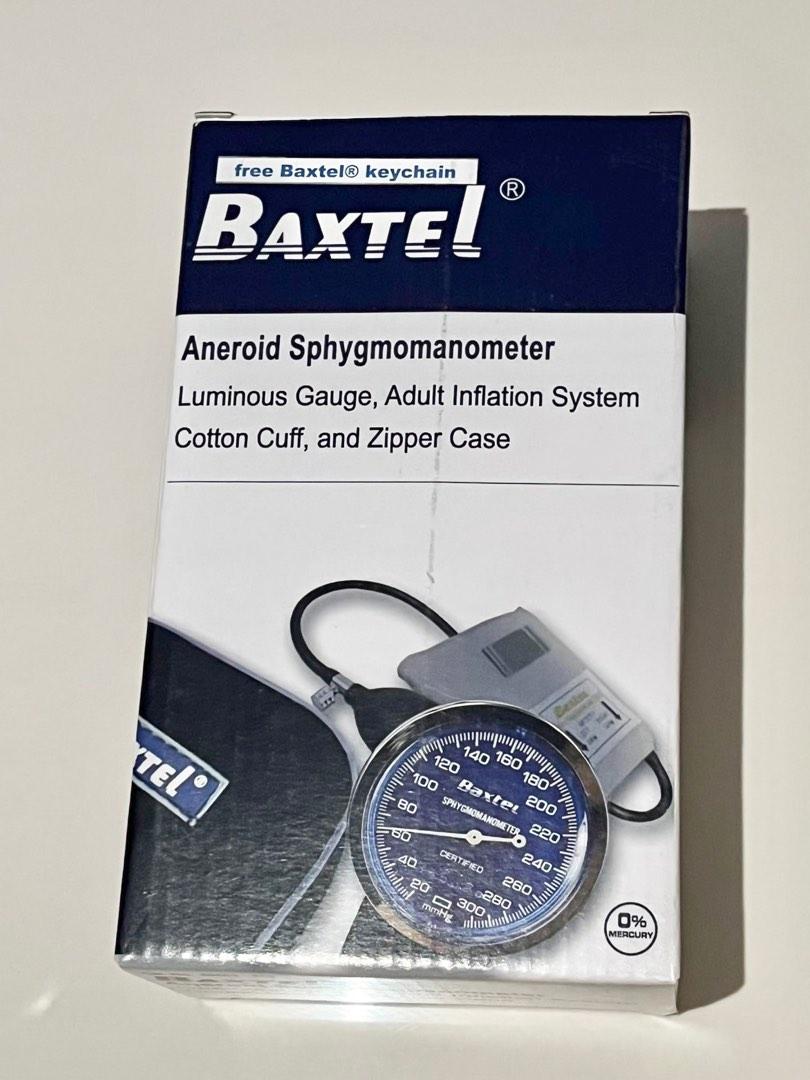 free Baxtel® keychain
BAXTEL®
Aneroid Sphygmomanometer
Luminous Gauge, Adult Inflation System
Cotton Cuff, and Zipper Case
XTEL®
Baxtel
SPHYGMOMANOMETER
CERTIFIED
20 40 60 80 100 120 140 160 180 200 220 240 260 280 300
mmHg
0%
MERCURY